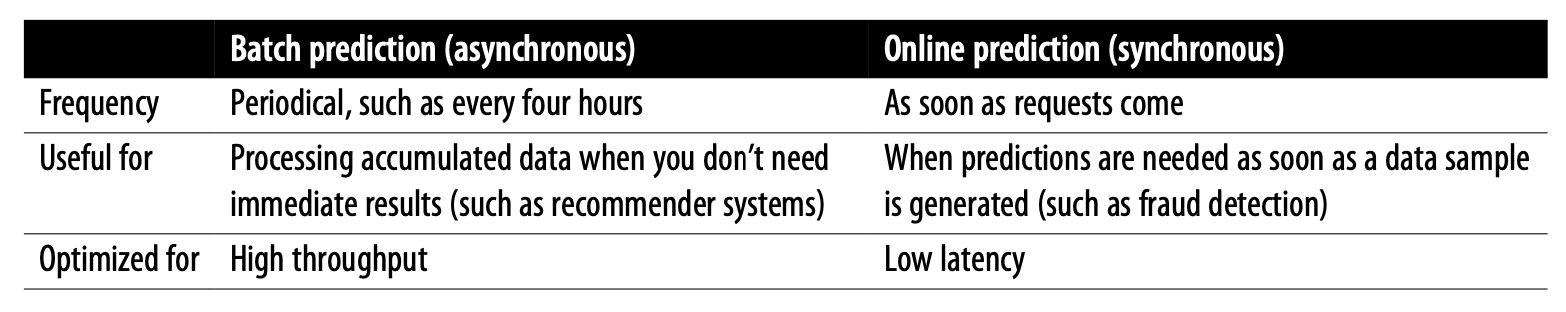 Batch prediction (asynchronous) Online prediction (synchronous)
Frequency Periodical, such as every four hours As soon as requests come
Useful for Processing accumulated data when you don’t need When predictions are needed as soon as a data sample
immediate results (such as recommender systems) is generated (such as fraud detection)
Optimized for High throughput Low latency